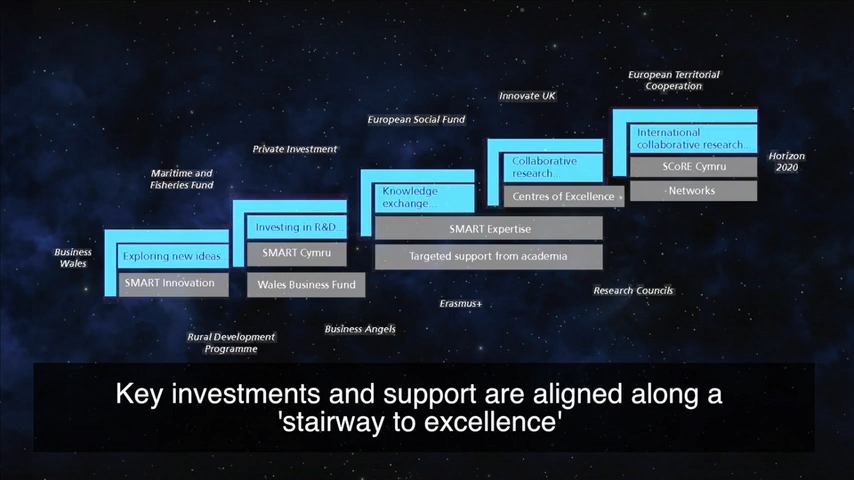 European Territorial
Cooperation
Innovate UK
European Social Fund
Private Investment
Maritime and
Fisheries Fund
Business
Wales
Horizon
2020
International
collaborative research...
SCoRE Cymru
Networks
Collaborative
research...
Centres of Excellence
Knowledge
exchange...
SMART Expertise
Targeted support from academia
Investing in R&D...
SMART Cymru
Wales Business Fund
Exploring new ideas...
SMART Innovation
Research Councils
Erasmus+
Business Angels
Rural Development
Programme
Key investments and support are aligned along a
'stairway to excellence'